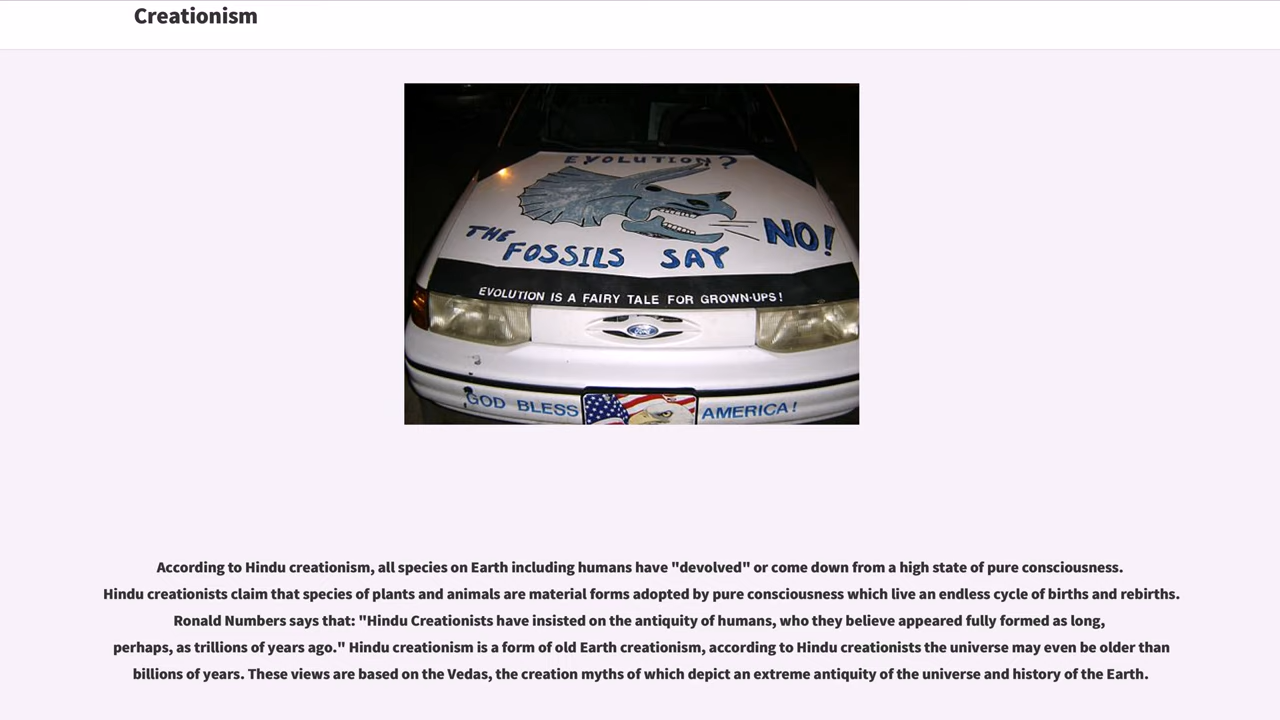 Creationism
EVOLUTION?
THE
FOSSILS SAY
NO!
EVOLUTION IS A FAIRY TALE FOR GROWN-UPS!
Ford
GOD BLESS
AMERICA!
According to Hindu creationism, all species on Earth including humans have "devolved" or come down from a high state of pure consciousness.
Hindu creationists claim that species of plants and animals are material forms adopted by pure consciousness which live an endless cycle of births and rebirths.
Ronald Numbers says that: "Hindu Creationists have insisted on the antiquity of humans, who they believe appeared fully formed as long,
perhaps, as trillions of years ago." Hindu creationism is a form of old Earth creationism, according to Hindu creationists the universe may even be older than
billions of years. These views are based on the Vedas, the creation myths of which depict an extreme antiquity of the universe and history of the Earth.